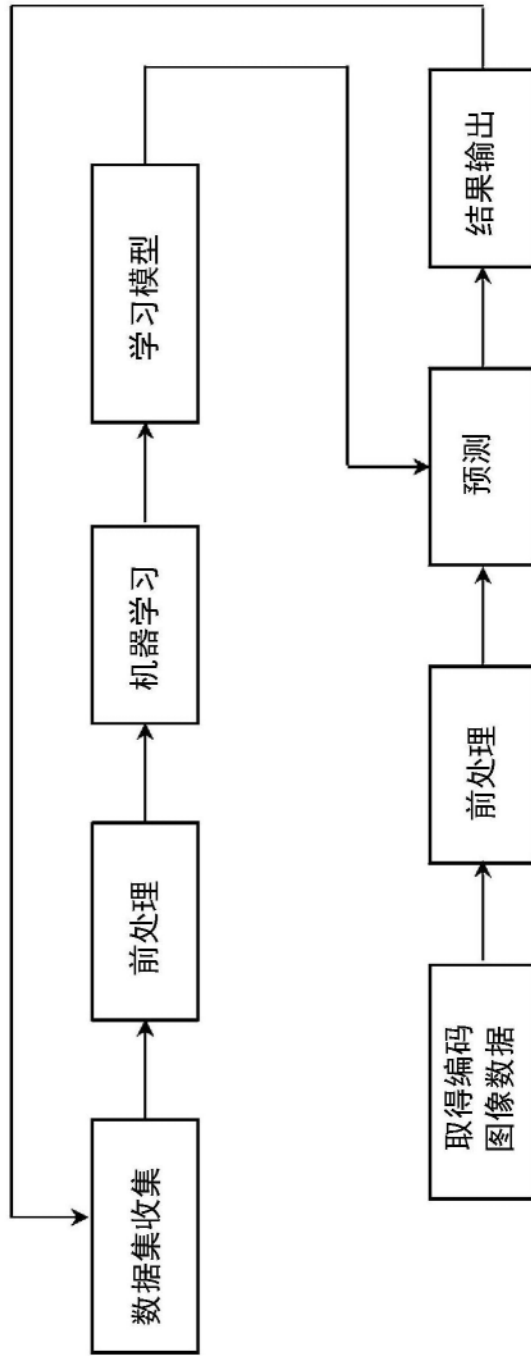 数据集收集
前处理
机器学习
学习模型
取得编码
图像数据
前处理
预测
结果输出